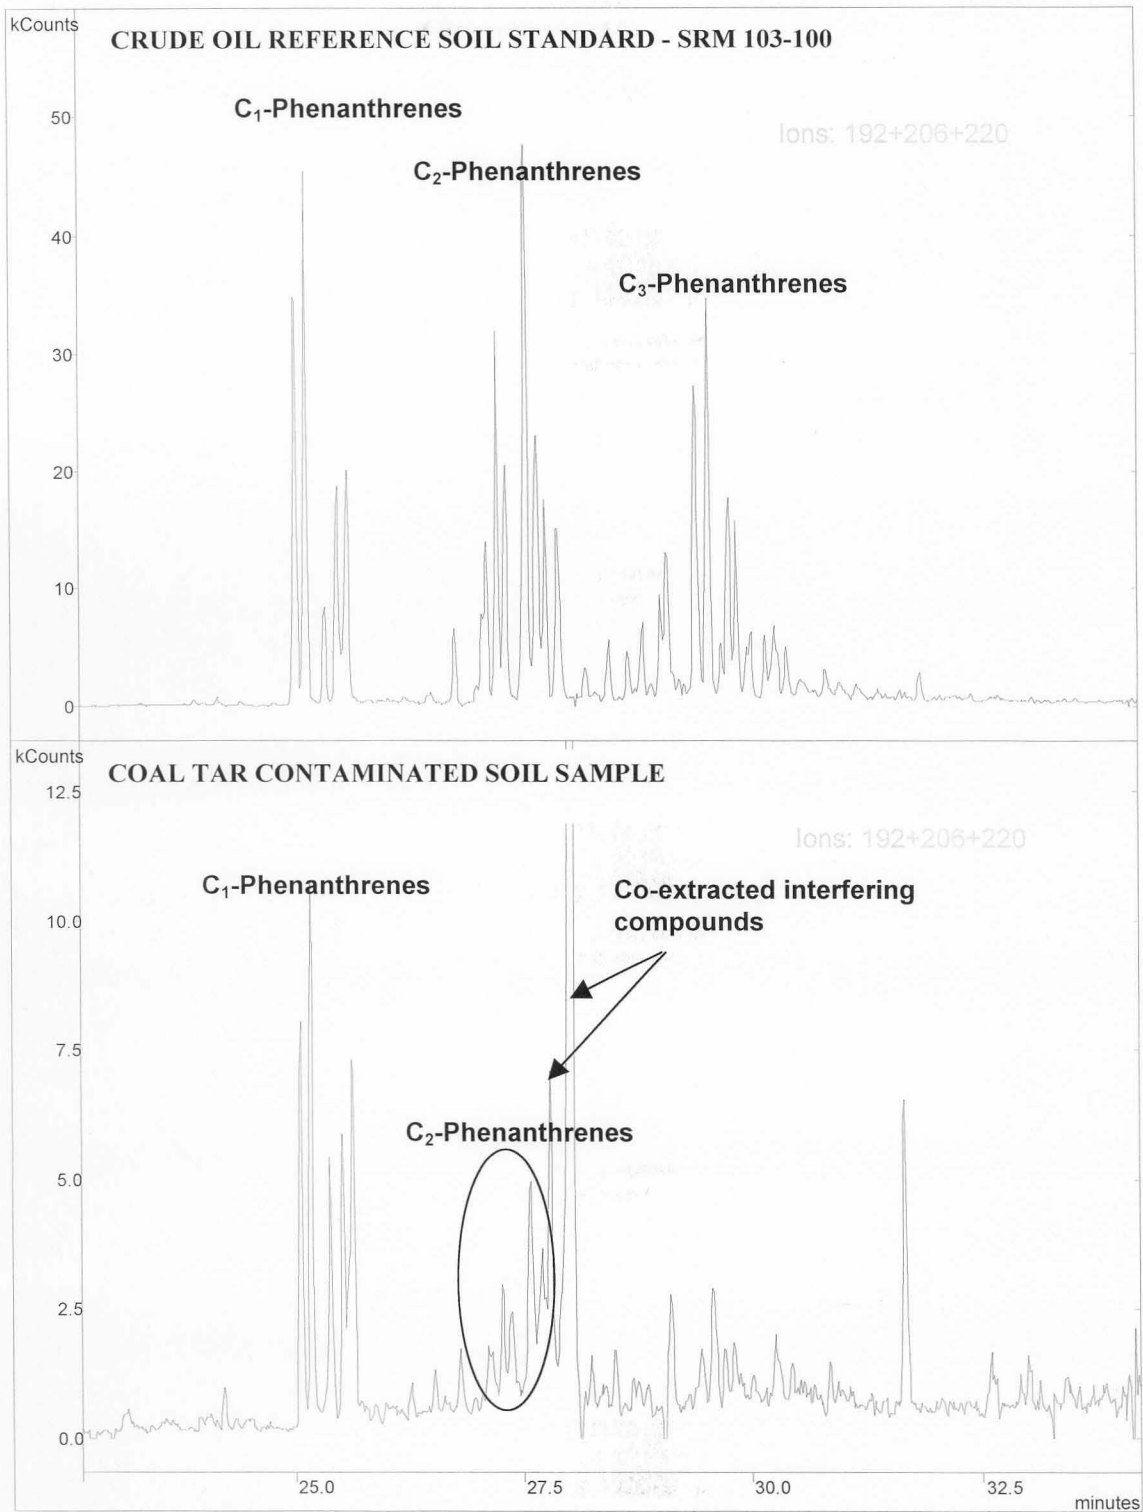 kCounts
CRUDE OIL REFERENCE SOIL STANDARD - SRM 103-100
C₁-Phenanthrenes
50
Ions: 192+206+220
C₂-Phenanthrenes
40
C₃-Phenanthrenes
30
20
10
0
kCounts
COAL TAR CONTAMINATED SOIL SAMPLE
12.5
Ions: 192+206+220
C₁-Phenanthrenes
Co-extracted interfering
compounds
10.0
7.5
C₂-Phenanthrenes
5.0
2.5
0.0
25.0
27.5
30.0
32.5
minutes